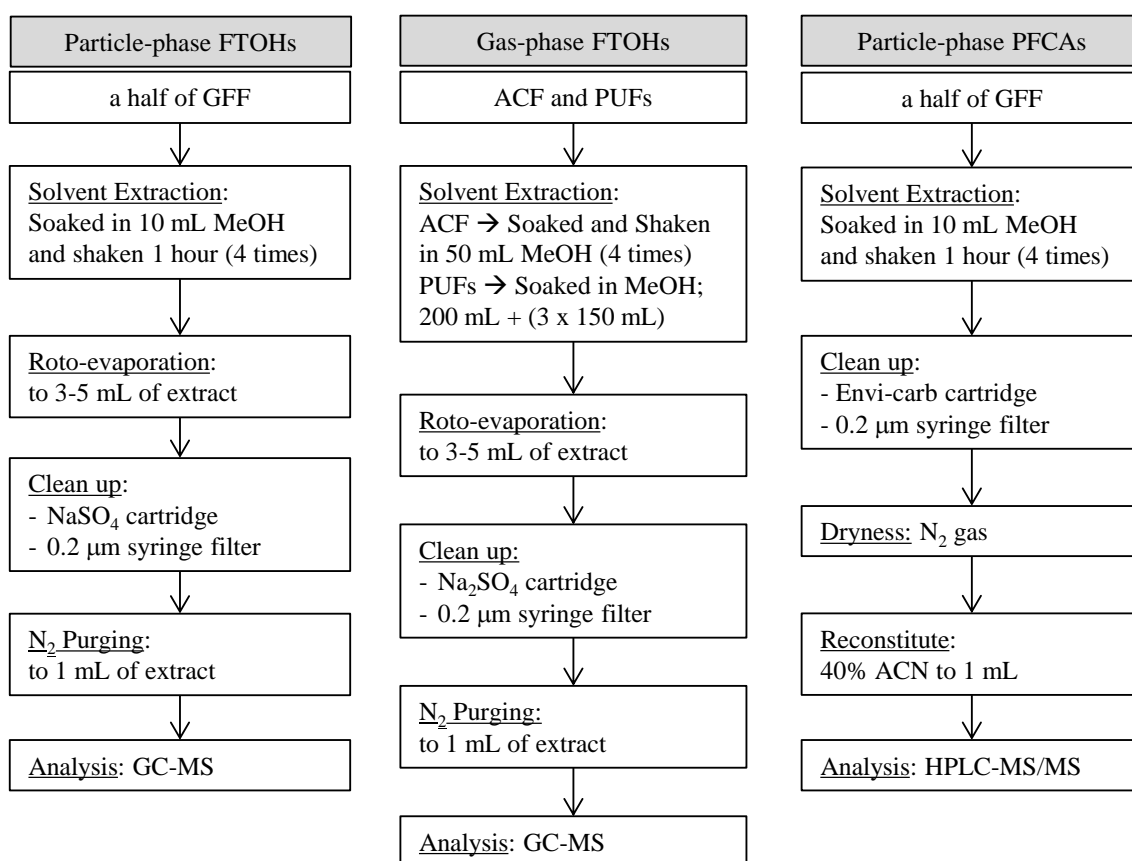 Particle-phase FTOHs
a half of GFF
Solvent Extraction:
Soaked in 10 mL MeOH
and shaken 1 hour (4 times)
Roto-evaporation:
to 3-5 mL of extract
Clean up:
- NaSO₄ cartridge
- 0.2 μm syringe filter
N₂ Purging:
to 1 mL of extract
Analysis: GC-MS
Gas-phase FTOHs
ACF and PUFs
Solvent Extraction:
ACF → Soaked and Shaken
in 50 mL MeOH (4 times)
PUFs → Soaked in MeOH;
200 mL + (3 x 150 mL)
Roto-evaporation:
to 3-5 mL of extract
Clean up:
- Na₂SO₄ cartridge
- 0.2 μm syringe filter
N₂ Purging:
to 1 mL of extract
Analysis: GC-MS
Particle-phase PFCAs
a half of GFF
Solvent Extraction:
Soaked in 10 mL MeOH
and shaken 1 hour (4 times)
Clean up:
- Envi-carb cartridge
- 0.2 μm syringe filter
Dryness: N₂ gas
Reconstitute:
40% ACN to 1 mL
Analysis: HPLC-MS/MS